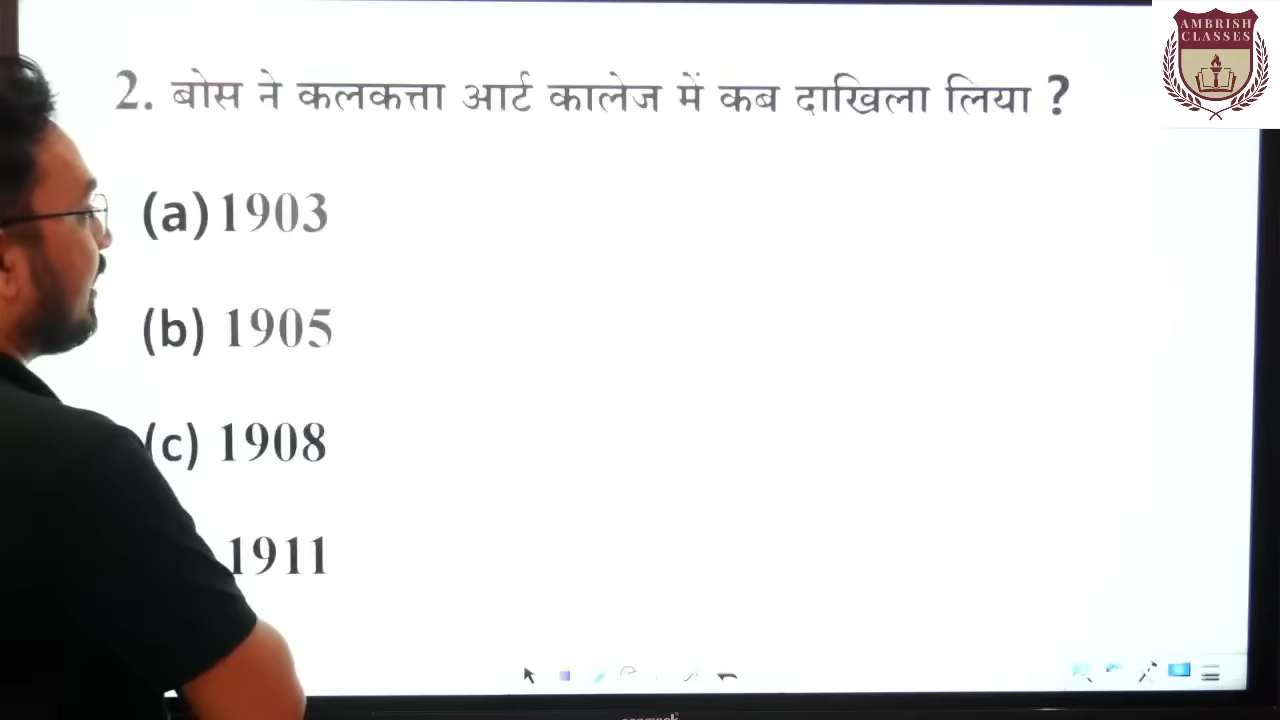 AMBRISH
CLASSES
2. बोस ने कलकत्ता आर्ट कालेज में कब दाखिला लिया ?
(a) 1903
(b) 1905
(c) 1908
1911